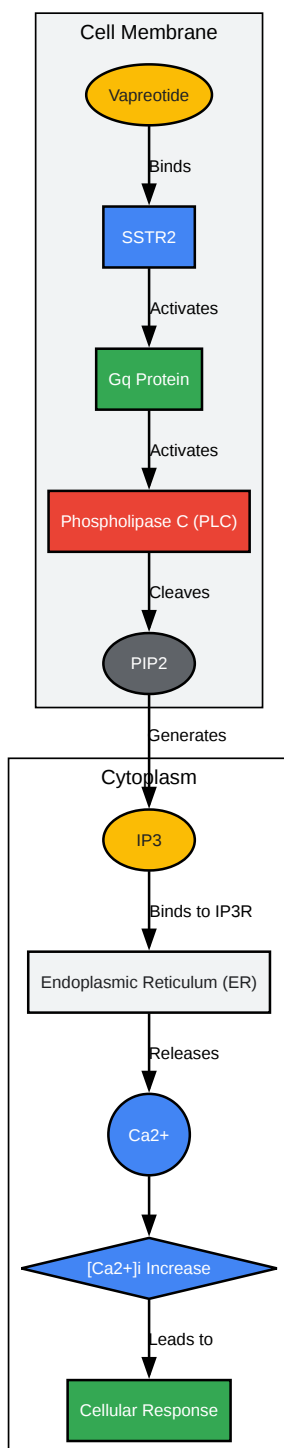 Cell Membrane
Vapreotide
Binds
SSTR2
Activates
Gq Protein
Activates
Phospholipase C (PLC)
Cleaves
PIP2
Generates
Cytoplasm
IP3
Binds to IP3R
Endoplasmic Reticulum (ER)
Releases
Ca2+
[Ca2+]i Increase
Leads to
Cellular Response